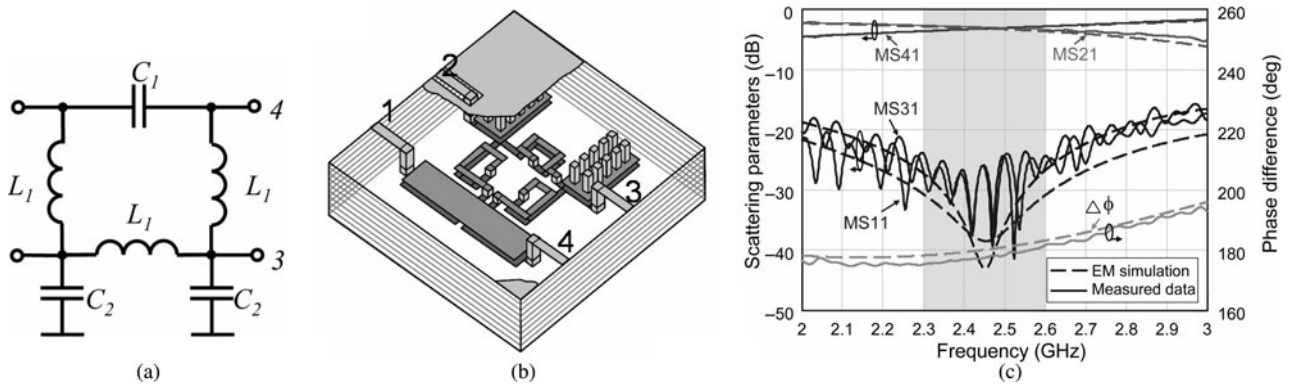 C1
4
L1
L1
L1
3
C2
C2
(a)
2
1
3
4
(b)
0
−10
−20
−30
−40
−50
Scattering parameters (dB)
MS41
MS21
MS31
MS11
△ϕ
EM simulation
Measured data
260
240
220
200
180
160
Phase difference (deg)
2 2.1 2.2 2.3 2.4 2.5 2.6 2.7 2.8 2.9 3
Frequency (GHz)
(c)